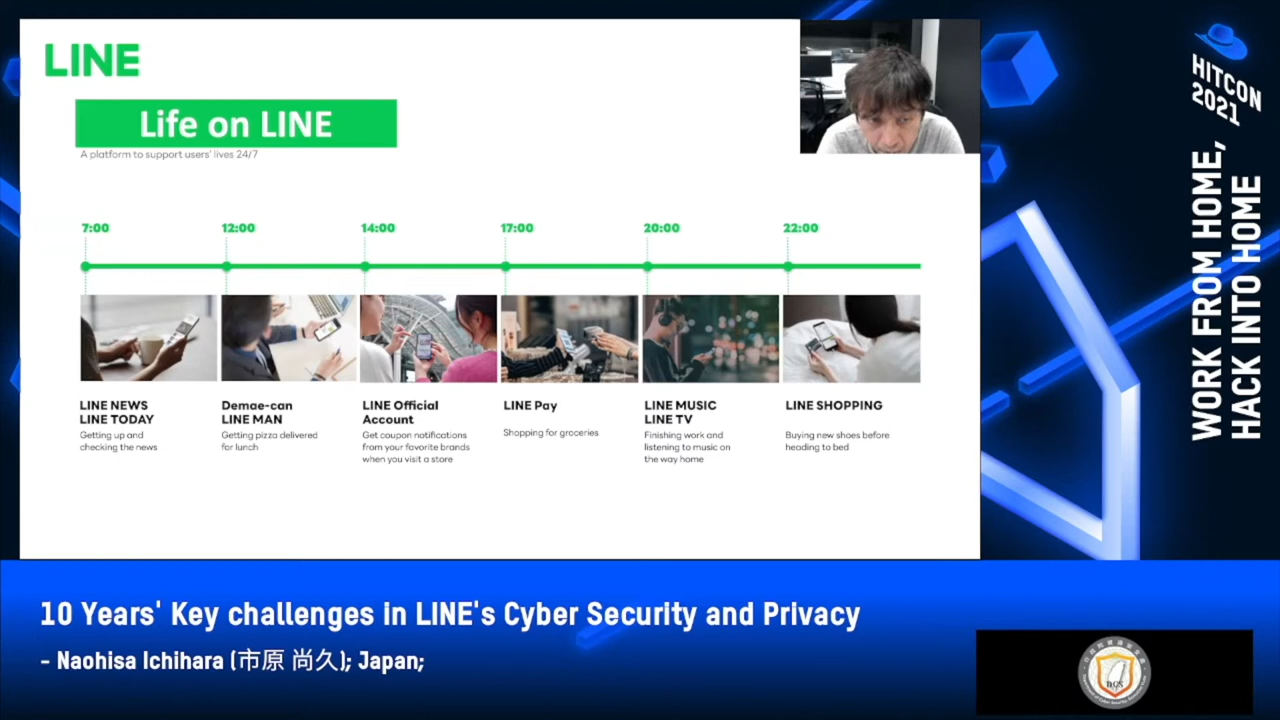 LINE
Life on LINE
A platform to support users' lives 24/7
7:00
12:00
14:00
17:00
20:00
22:00
LINE NEWS
LINE TODAY
Getting up and
checking the news
Demae-can
LINE MAN
Getting pizza delivered
for lunch
LINE Official
Account
Get coupon notifications
from your favorite brands
when you visit a store
LINE Pay
Shopping for groceries
LINE MUSIC
LINE TV
Finishing work and
listening to music on
the way home
LINE SHOPPING
Buying new shoes before
heading to bed
HITCON
2021
WORK FROM HOME,
HACK INTO HOME
10 Years' Key challenges in LINE's Cyber Security and Privacy
- Naohisa Ichihara (市原 尚久); Japan;